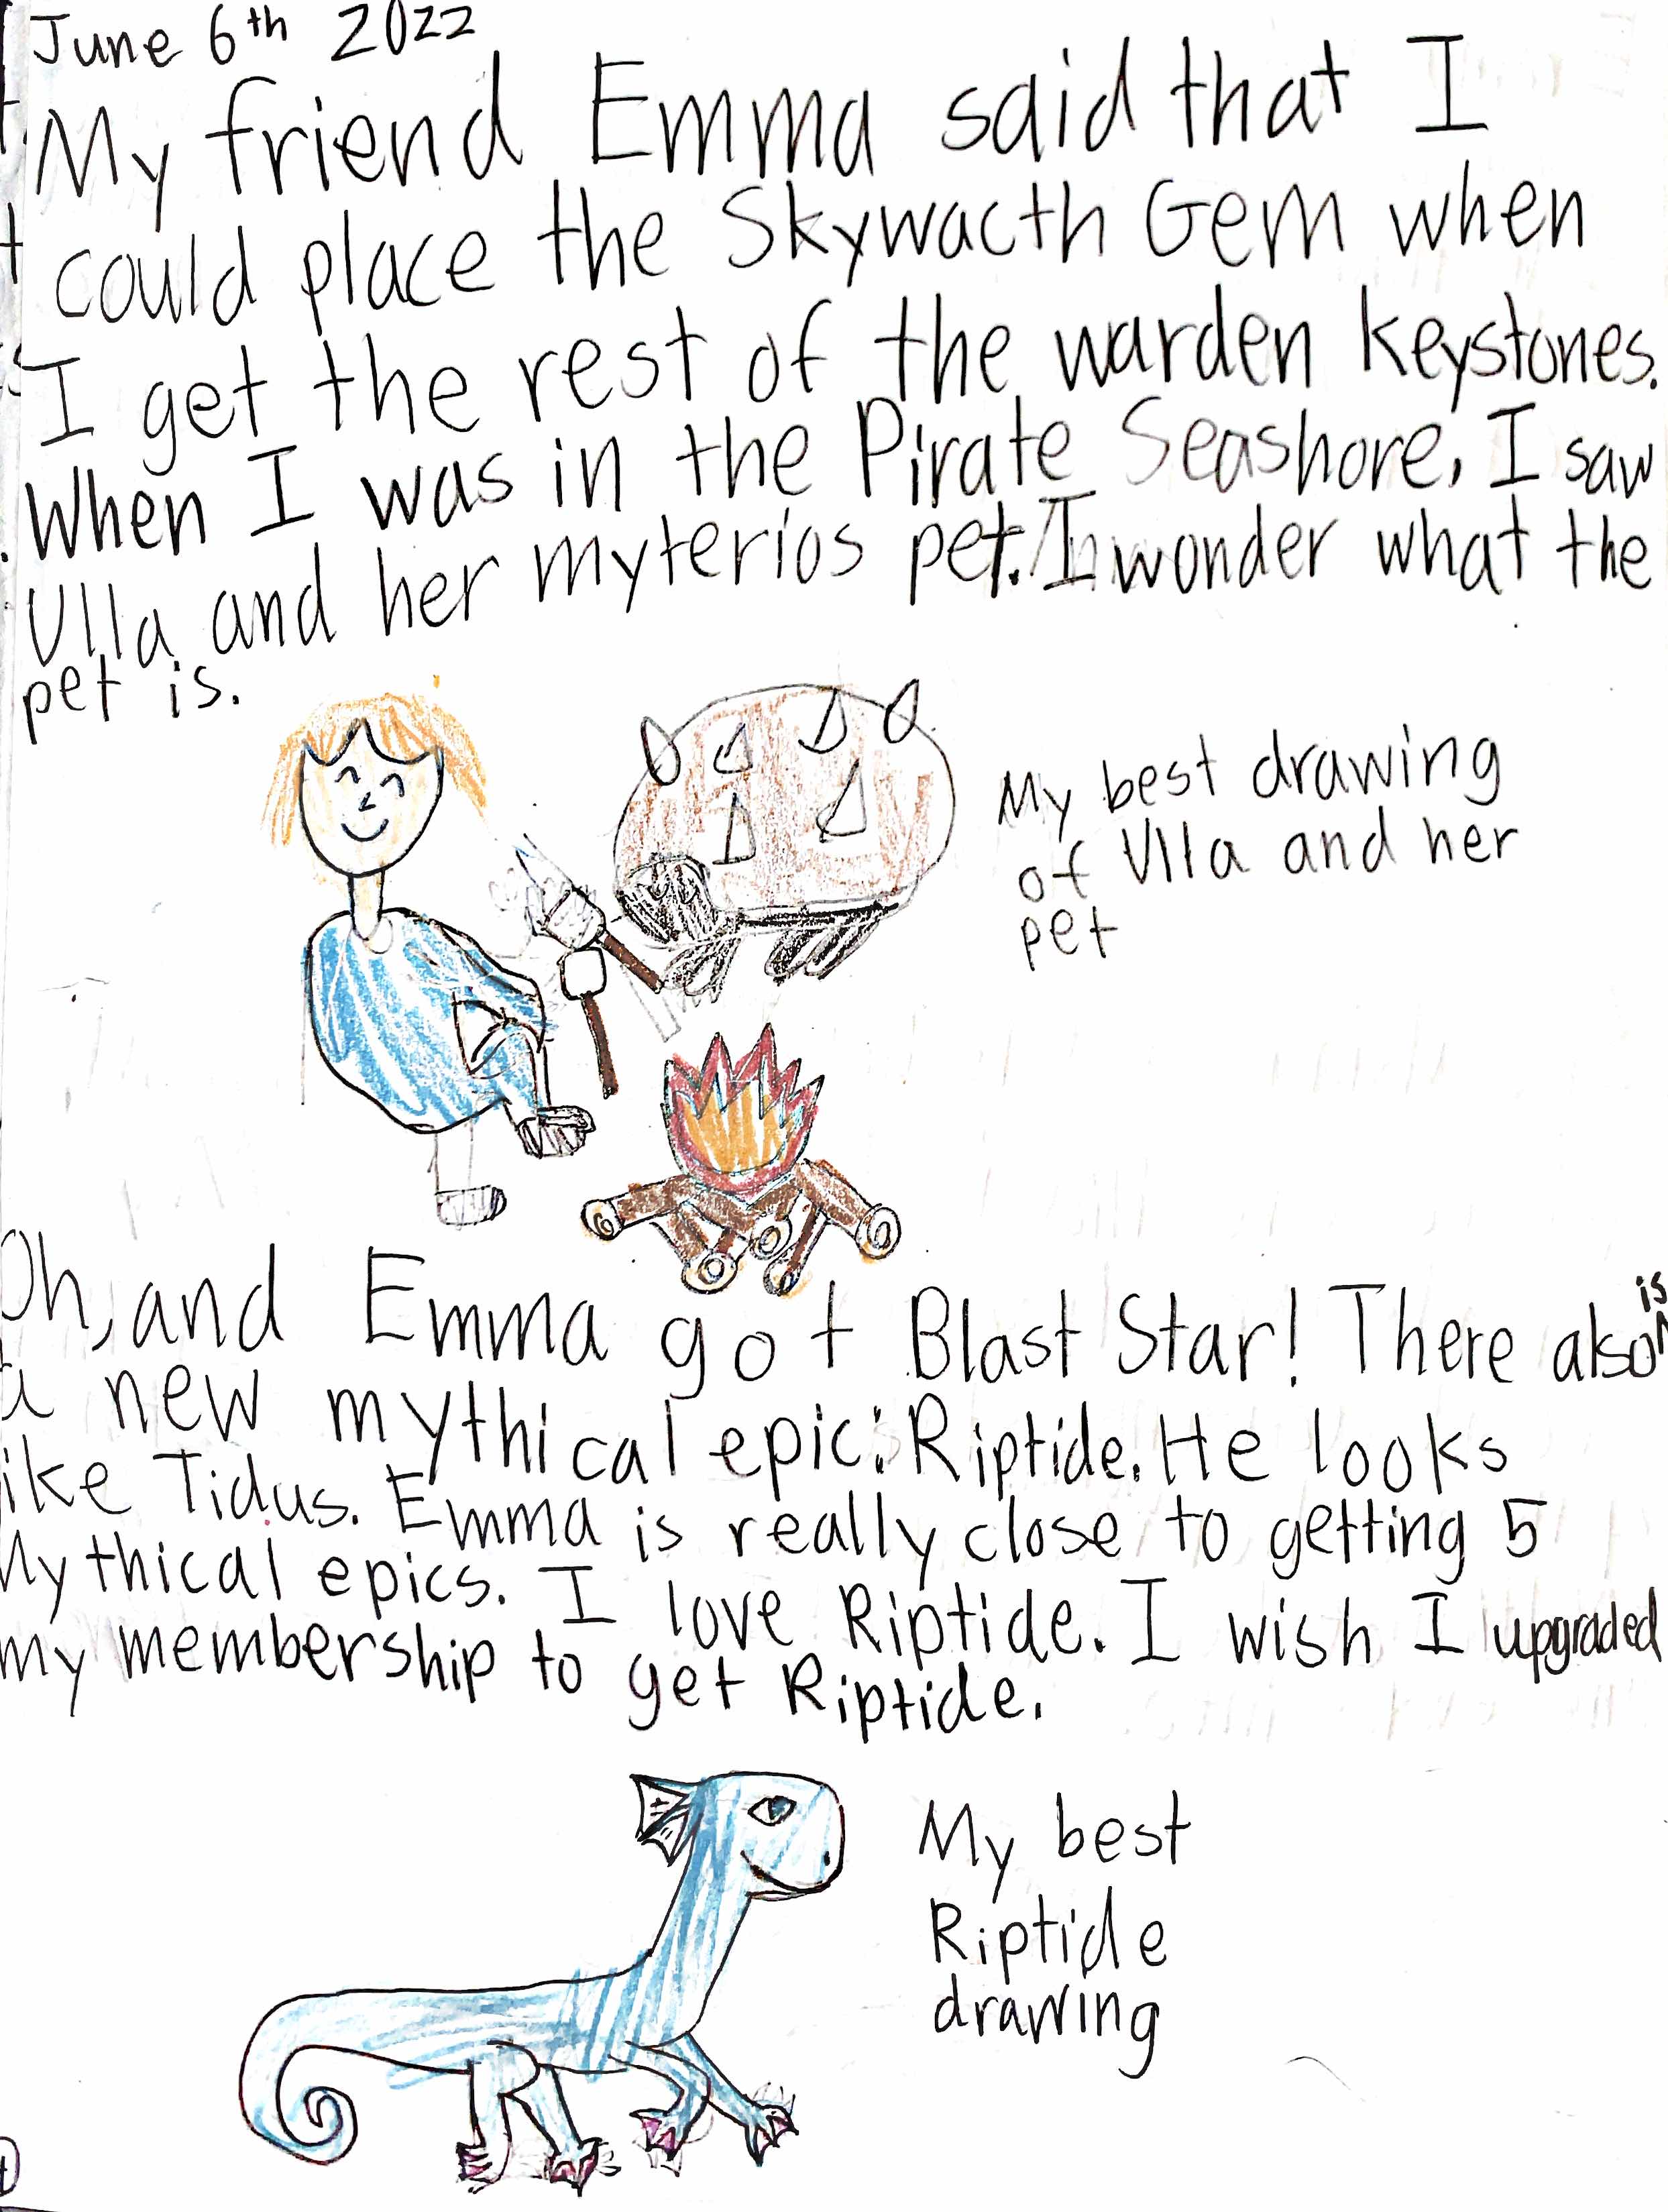 June 6th 2022
My friend Emma said that I
could place the Skywacth Gem when
I get the rest of the warden keystones.
When I was in the Pirate Seashore, I saw
Ulla and her myterios pet. I wonder what the
pet is.
My best drawing
of Ulla and her
pet
Oh, and Emma got Blast Star! There also is
a new mythical epic: Riptide. He looks
like Tidus. Emma is really close to getting 5
Mythical epics. I love Riptide. I wish I upgraded
my membership to get Riptide.
My best
Riptide
drawing